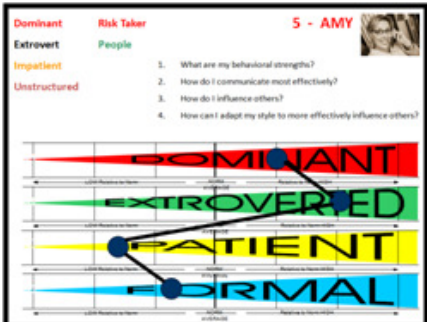 Dominant Risk Taker 5 - AMY
Extrovert People
Impatient
Unstructured
1. What are my behavioral strengths?
2. How do I communicate most effectively?
3. How do I influence others?
4. How can I adapt my style to more effectively influence others?
DOMINANT
EXTROVERTED
PATIENT
FORMAL
AVERAGE